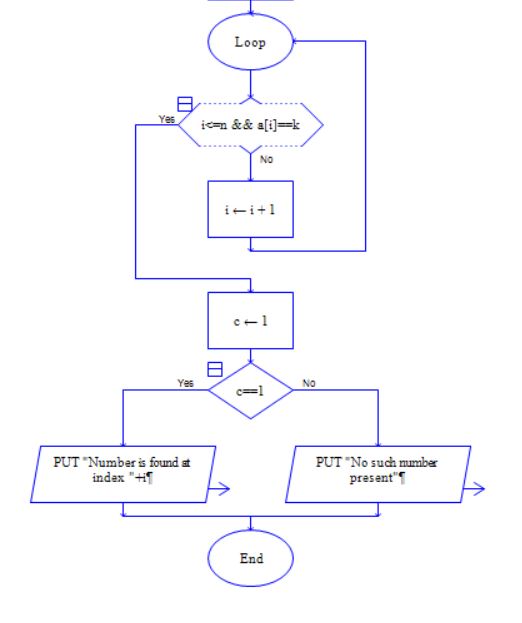 Loop
i<=n && a[i]==k
Yes
No
i ← i + 1
c ← 1
c==1
Yes
No
PUT "Number is found at
index "+i¶
PUT "No such number
present"¶
End